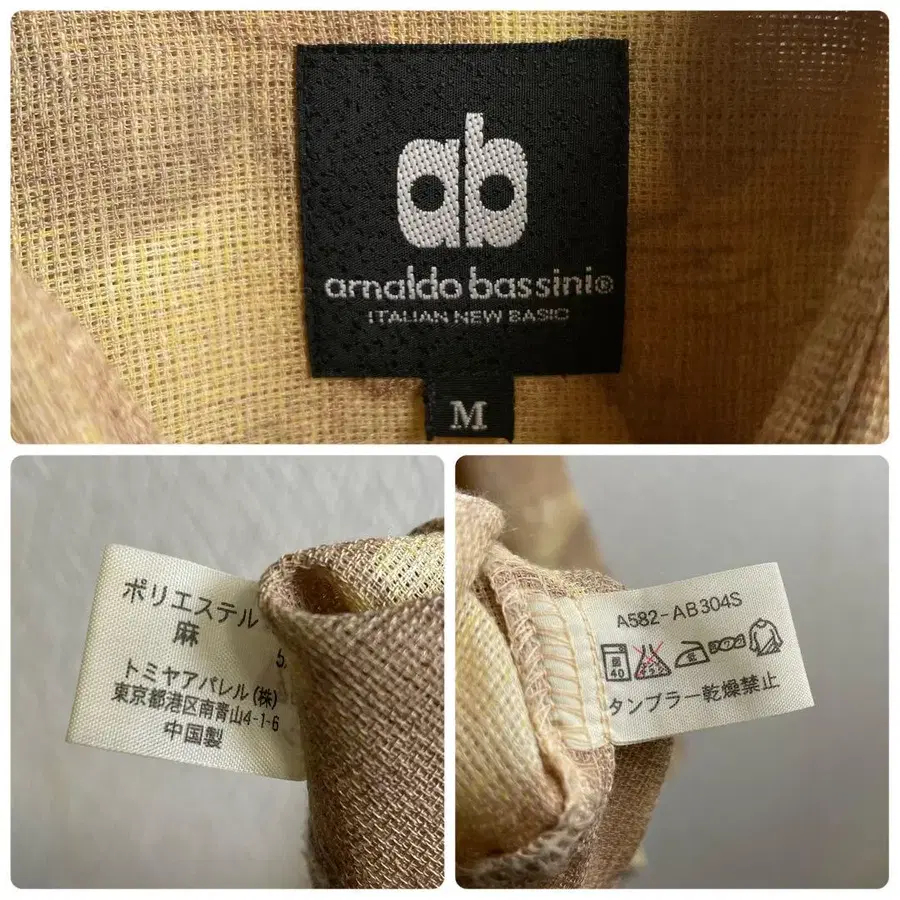 ab
arnaldo bassini®
ITALIAN NEW BASIC
M
ポリエステル
麻
トミヤアパレル(株)
東京都港区南青山4-1-6
中国製
A582-AB304S
40
タンブラー乾燥禁止